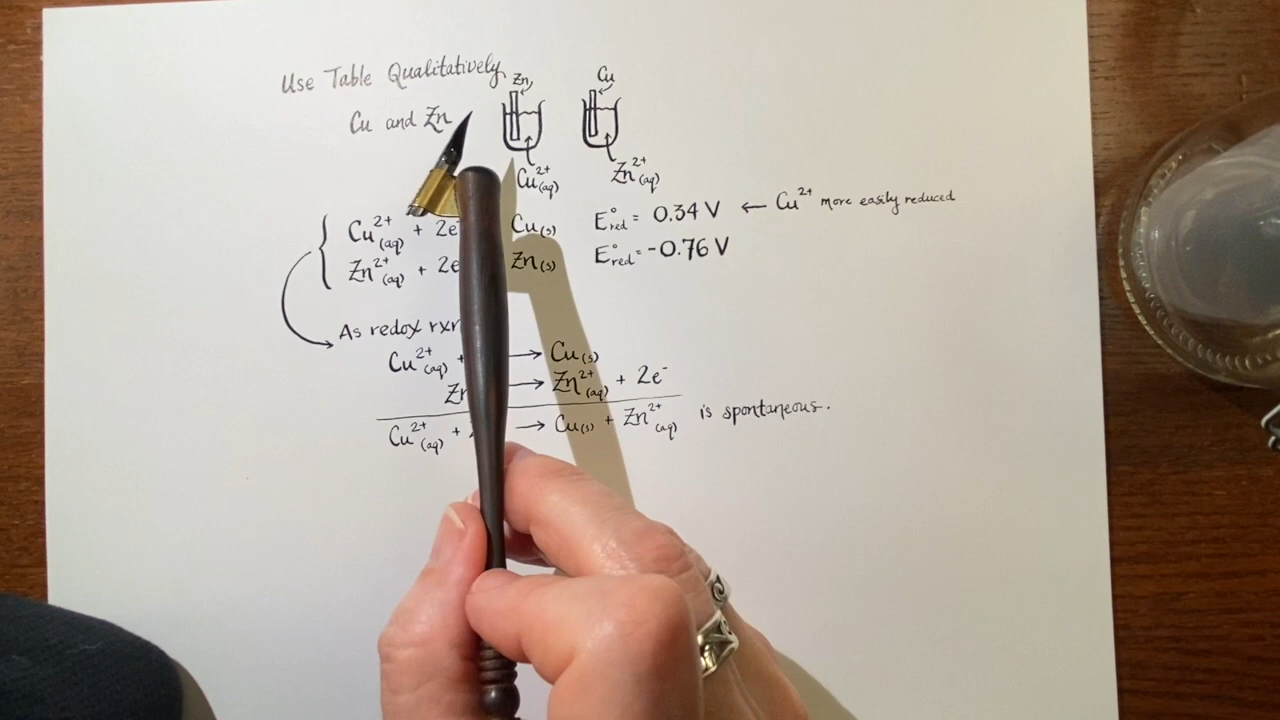 Use Table Qualitatively
Zn
Cu
Cu and Zn
Cu²⁺(aq)
Zn²⁺(aq)
Cu²⁺(aq) + 2e Cu(s) E°red = 0.34 V ← Cu²⁺ more easily reduced
Zn²⁺(aq) + 2e Zn(s) E°red = -0.76 V
As redox rxn
Cu²⁺(aq) + → Cu(s)
Zn → Zn²⁺(aq) + 2e⁻
Cu²⁺(aq) + → Cu(s) + Zn²⁺(aq) is spontaneous.